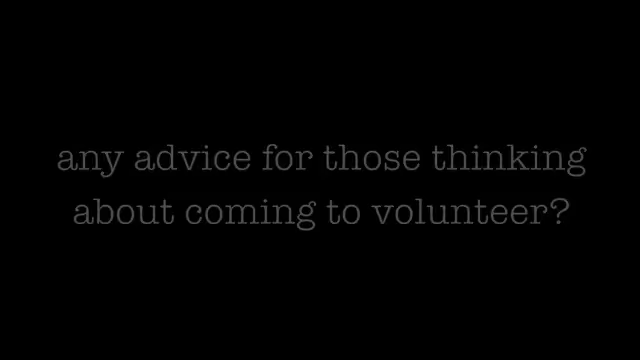 any advice for those thinking
about coming to volunteer?